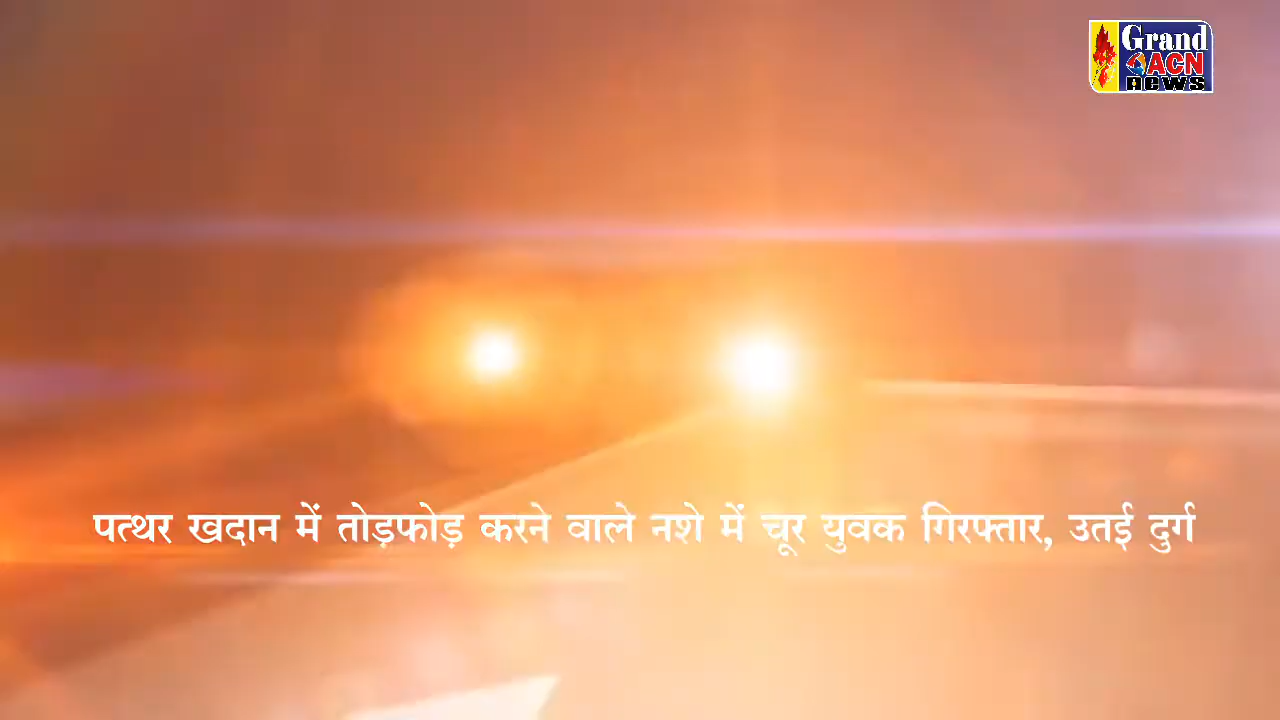 Grand
ACN
news
पत्थर खदान में तोड़फोड़ करने वाले नशे में चूर युवक गिरफ्तार, उतई दुर्ग